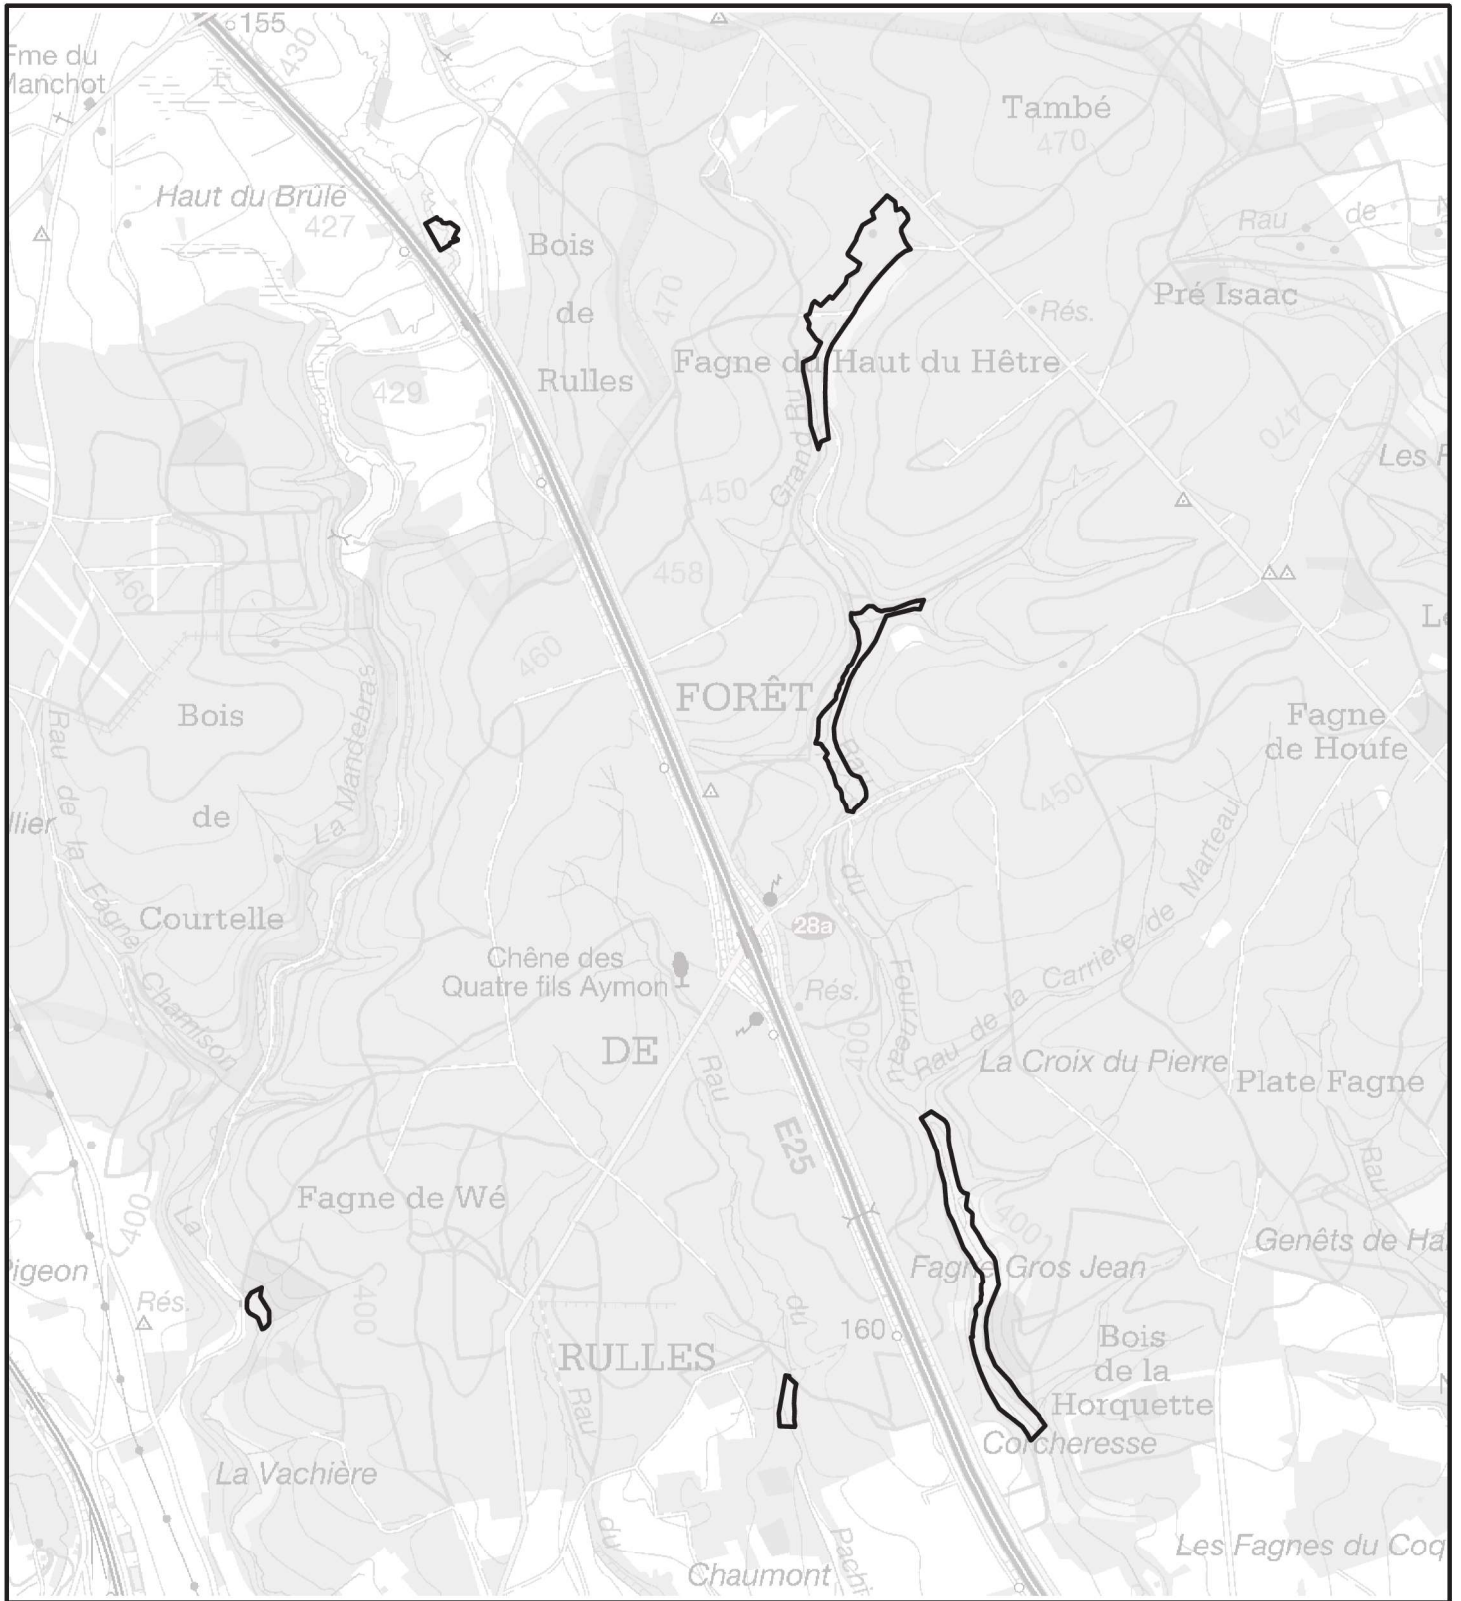 155
430
Fme du
Manchot
També
470
Haut du Brûlé
427
Rau de
Bois
de
Rulles
470
Pré Isaac
Rés.
Fagne du Haut du Hêtre
429
Grand Ru
470
Les F
450
458
460
460
FORÊT
Bois
de
Courtelle
La Mandebras
Rau de la Fagne Chamison
llier
Fagne
de Houfe
450
Rau du Fourneau
Rau de la Carrière de Marteau
28a
Chêne des
Quatre fils Aymon
Rés.
400
DE
Rau du Pachi
La Croix du Pierre
Plate Fagne
E25
Rau
Fagne de Wé
400
La
400
Genêts de Ha
Fagne Gros Jean
igeon
Rés.
400
160
RULLES
Bois
de la
Horquette
Corcheresse
Rau du
La Vachière
Les Fagnes du Coq
Chaumont